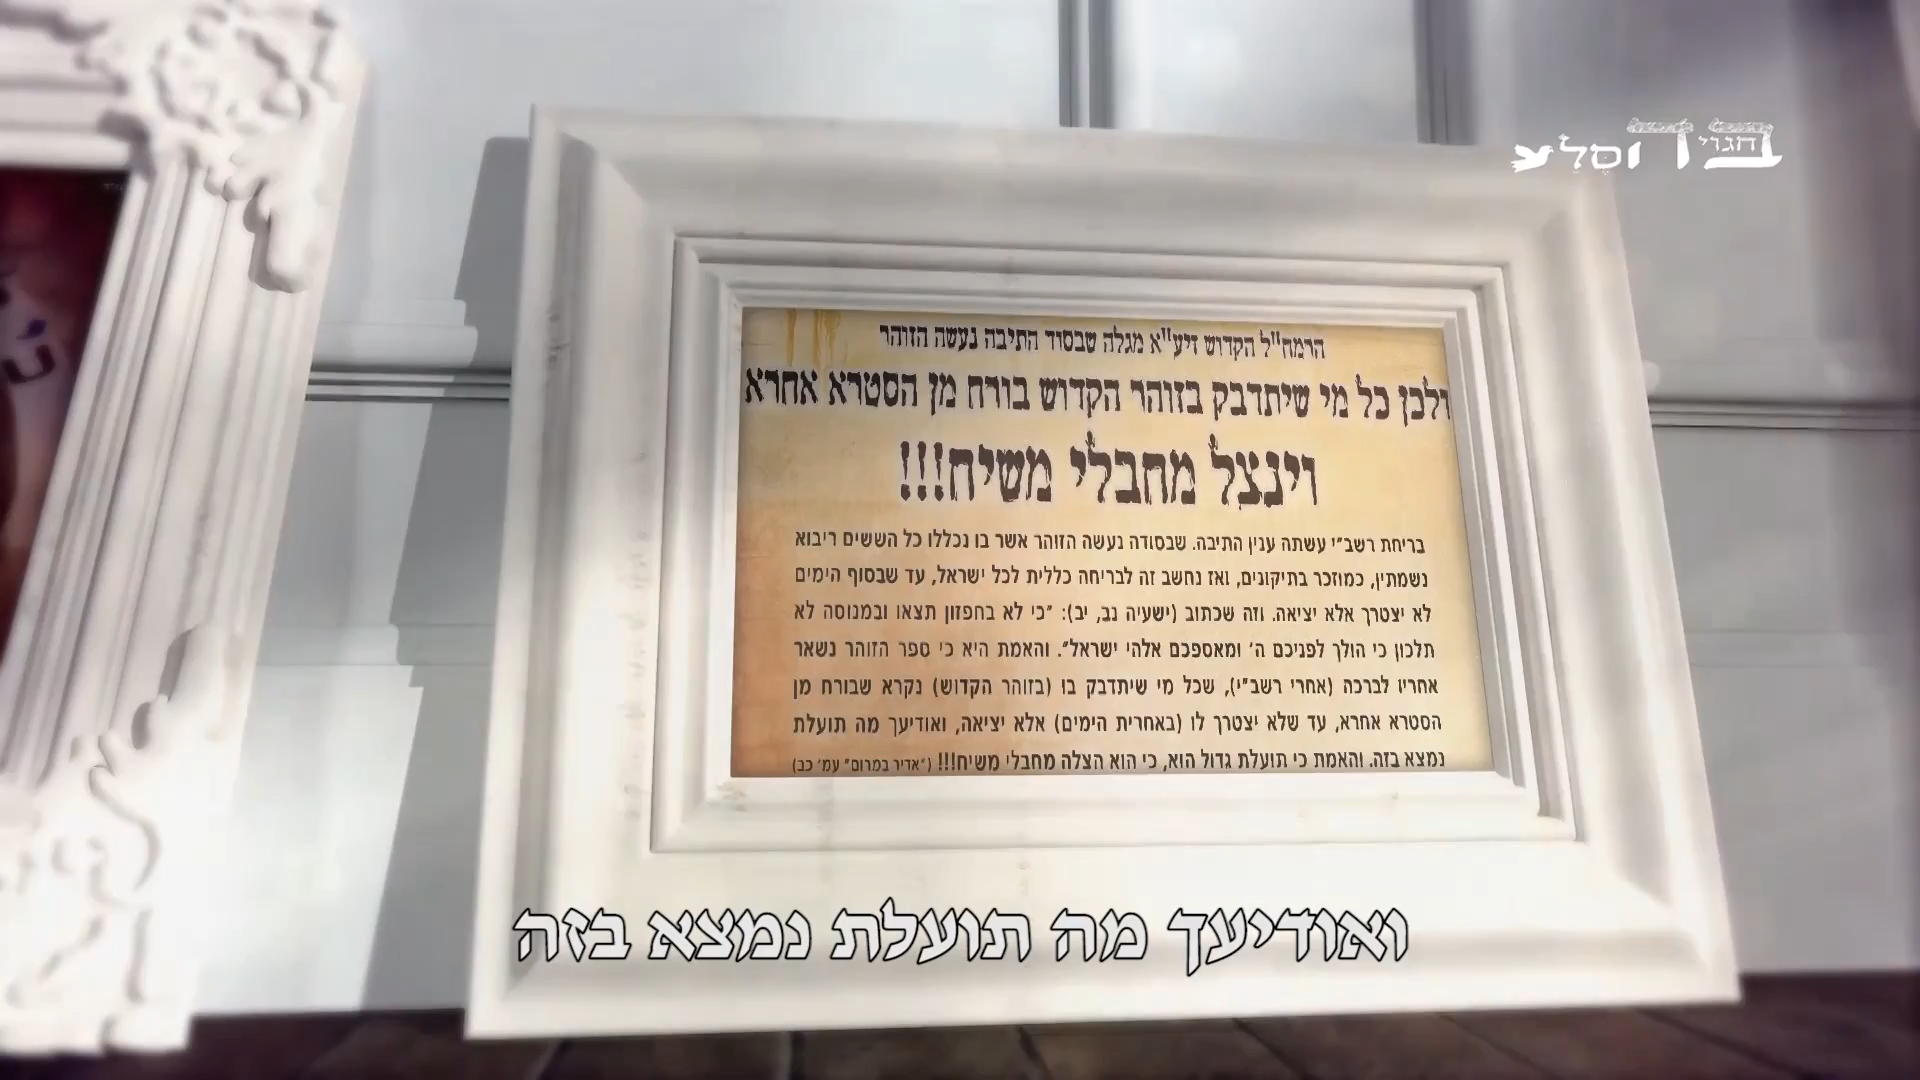 חגוי
בדוסלע
הרמח"ל הקדוש זיע"א מגלה שבסוד התיבה נעשה הזוהר
ולכן כל מי שיתדבק בזוהר הקדוש בורח מן הסטרא אחרא
וינצל מחבלי משיח!!!
בריחת רשב"י עשתה ענין התיבה. שבסודה נעשה הזוהר אשר בו נכללו כל הששים ריבוא
נשמתין, כמוזכר בתיקונים, ואז נחשב זה לבריחה כללית לכל ישראל, עד שבסוף הימים
לא יצטרך אלא יציאה. וזה שכתוב (ישעיה נב, יב): "כי לא בחפזון תצאו ובמנוסה לא
תלכון כי הולך לפניכם ה' ומאספכם אלהי ישראל". והאמת היא כי ספר הזוהר נשאר
אחריו לברכה (אחרי רשב"י), שכל מי שיתדבק בו (בזוהר הקדוש) נקרא שבורח מן
הסטרא אחרא, עד שלא יצטרך לו (באחרית הימים) אלא יציאה, ואודיעך מה תועלת
נמצא בזה. והאמת כי תועלת גדול הוא, כי הוא הצלה מחבלי משיח!!! ("אדיר במרום" עמ' כב)
ואודיעך מה תועלת נמצא בזה